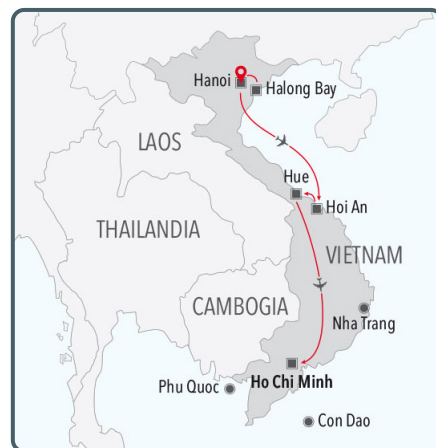 Hanoi
Halong Bay
LAOS
Hue
Hoi An
THAILANDIA
VIETNAM
CAMBOGIA
Nha Trang
Phu Quoc
Ho Chi Minh
Con Dao